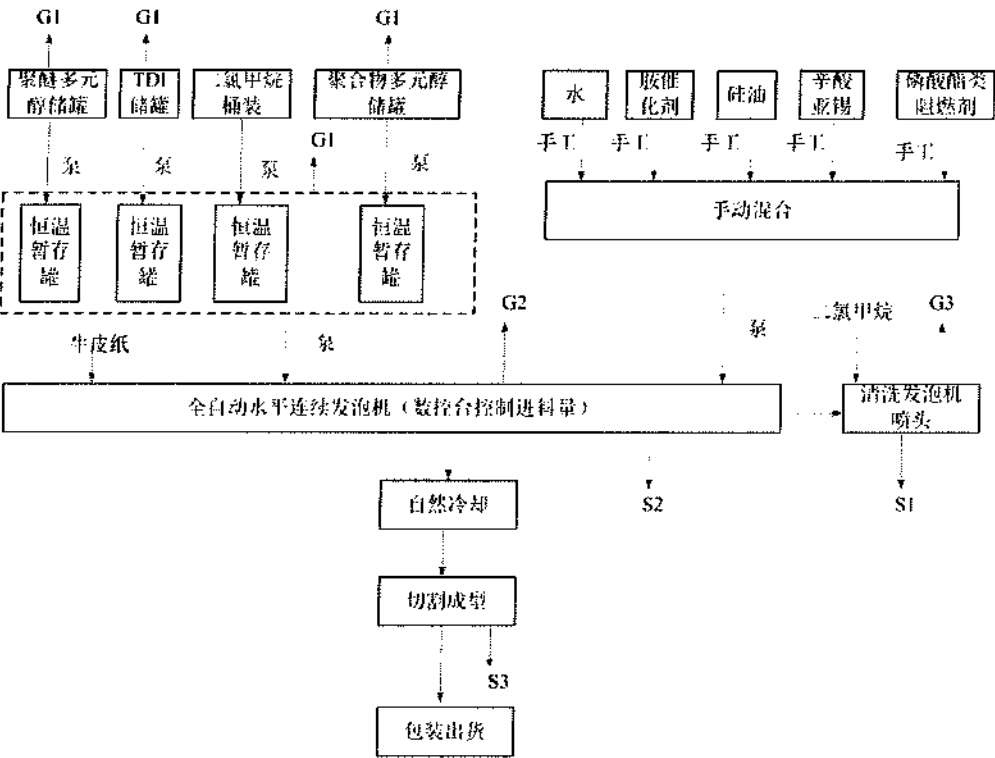 G1
G1
G1
聚醚多元
醇储罐
TDI
储罐
二氯甲烷
桶装
聚合物多元醇
储罐
水
胺催
化剂
硅油
辛酸
亚锡
磷酸酯类
阻燃剂
G1
泵
泵
泵
泵
手工
手工
手工
手工
手工
恒温
暂存
罐
恒温
暂存
罐
恒温
暂存
罐
恒温
暂存
罐
手动混合
牛皮纸
泵
G2
泵
二氯甲烷
G3
全自动水平连续发泡机（数控台控制进料量）
清洗发泡机
喷头
自然冷却
S2
S1
切割成型
S3
包装出货